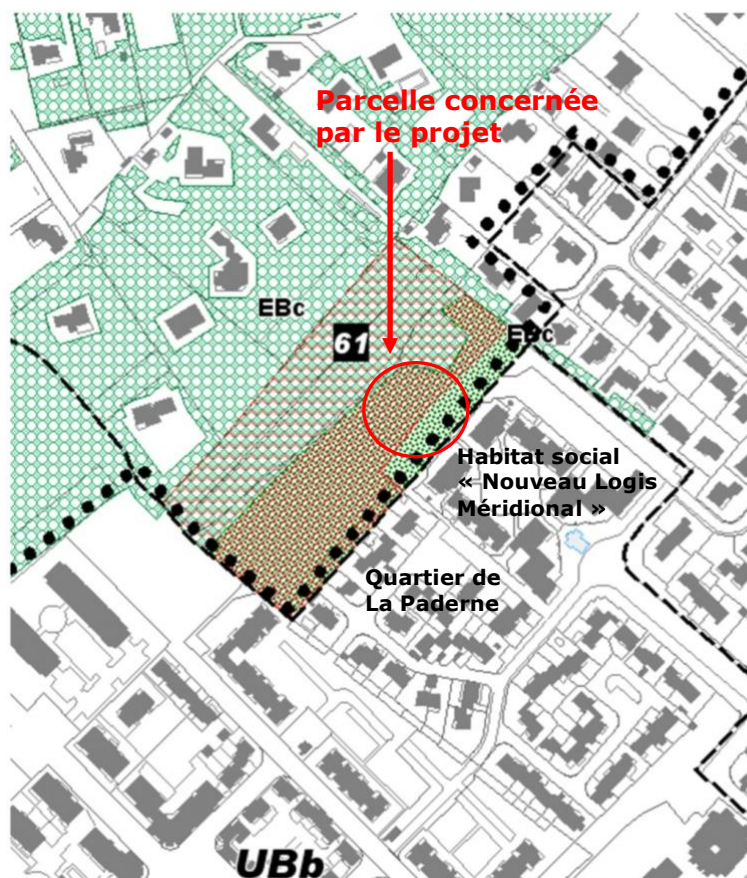 Parcelle concernée
par le projet
EBc
61
EBc
Habitat social
« Nouveau Logis
Méridional »
Quartier de
La Paderne
UBb